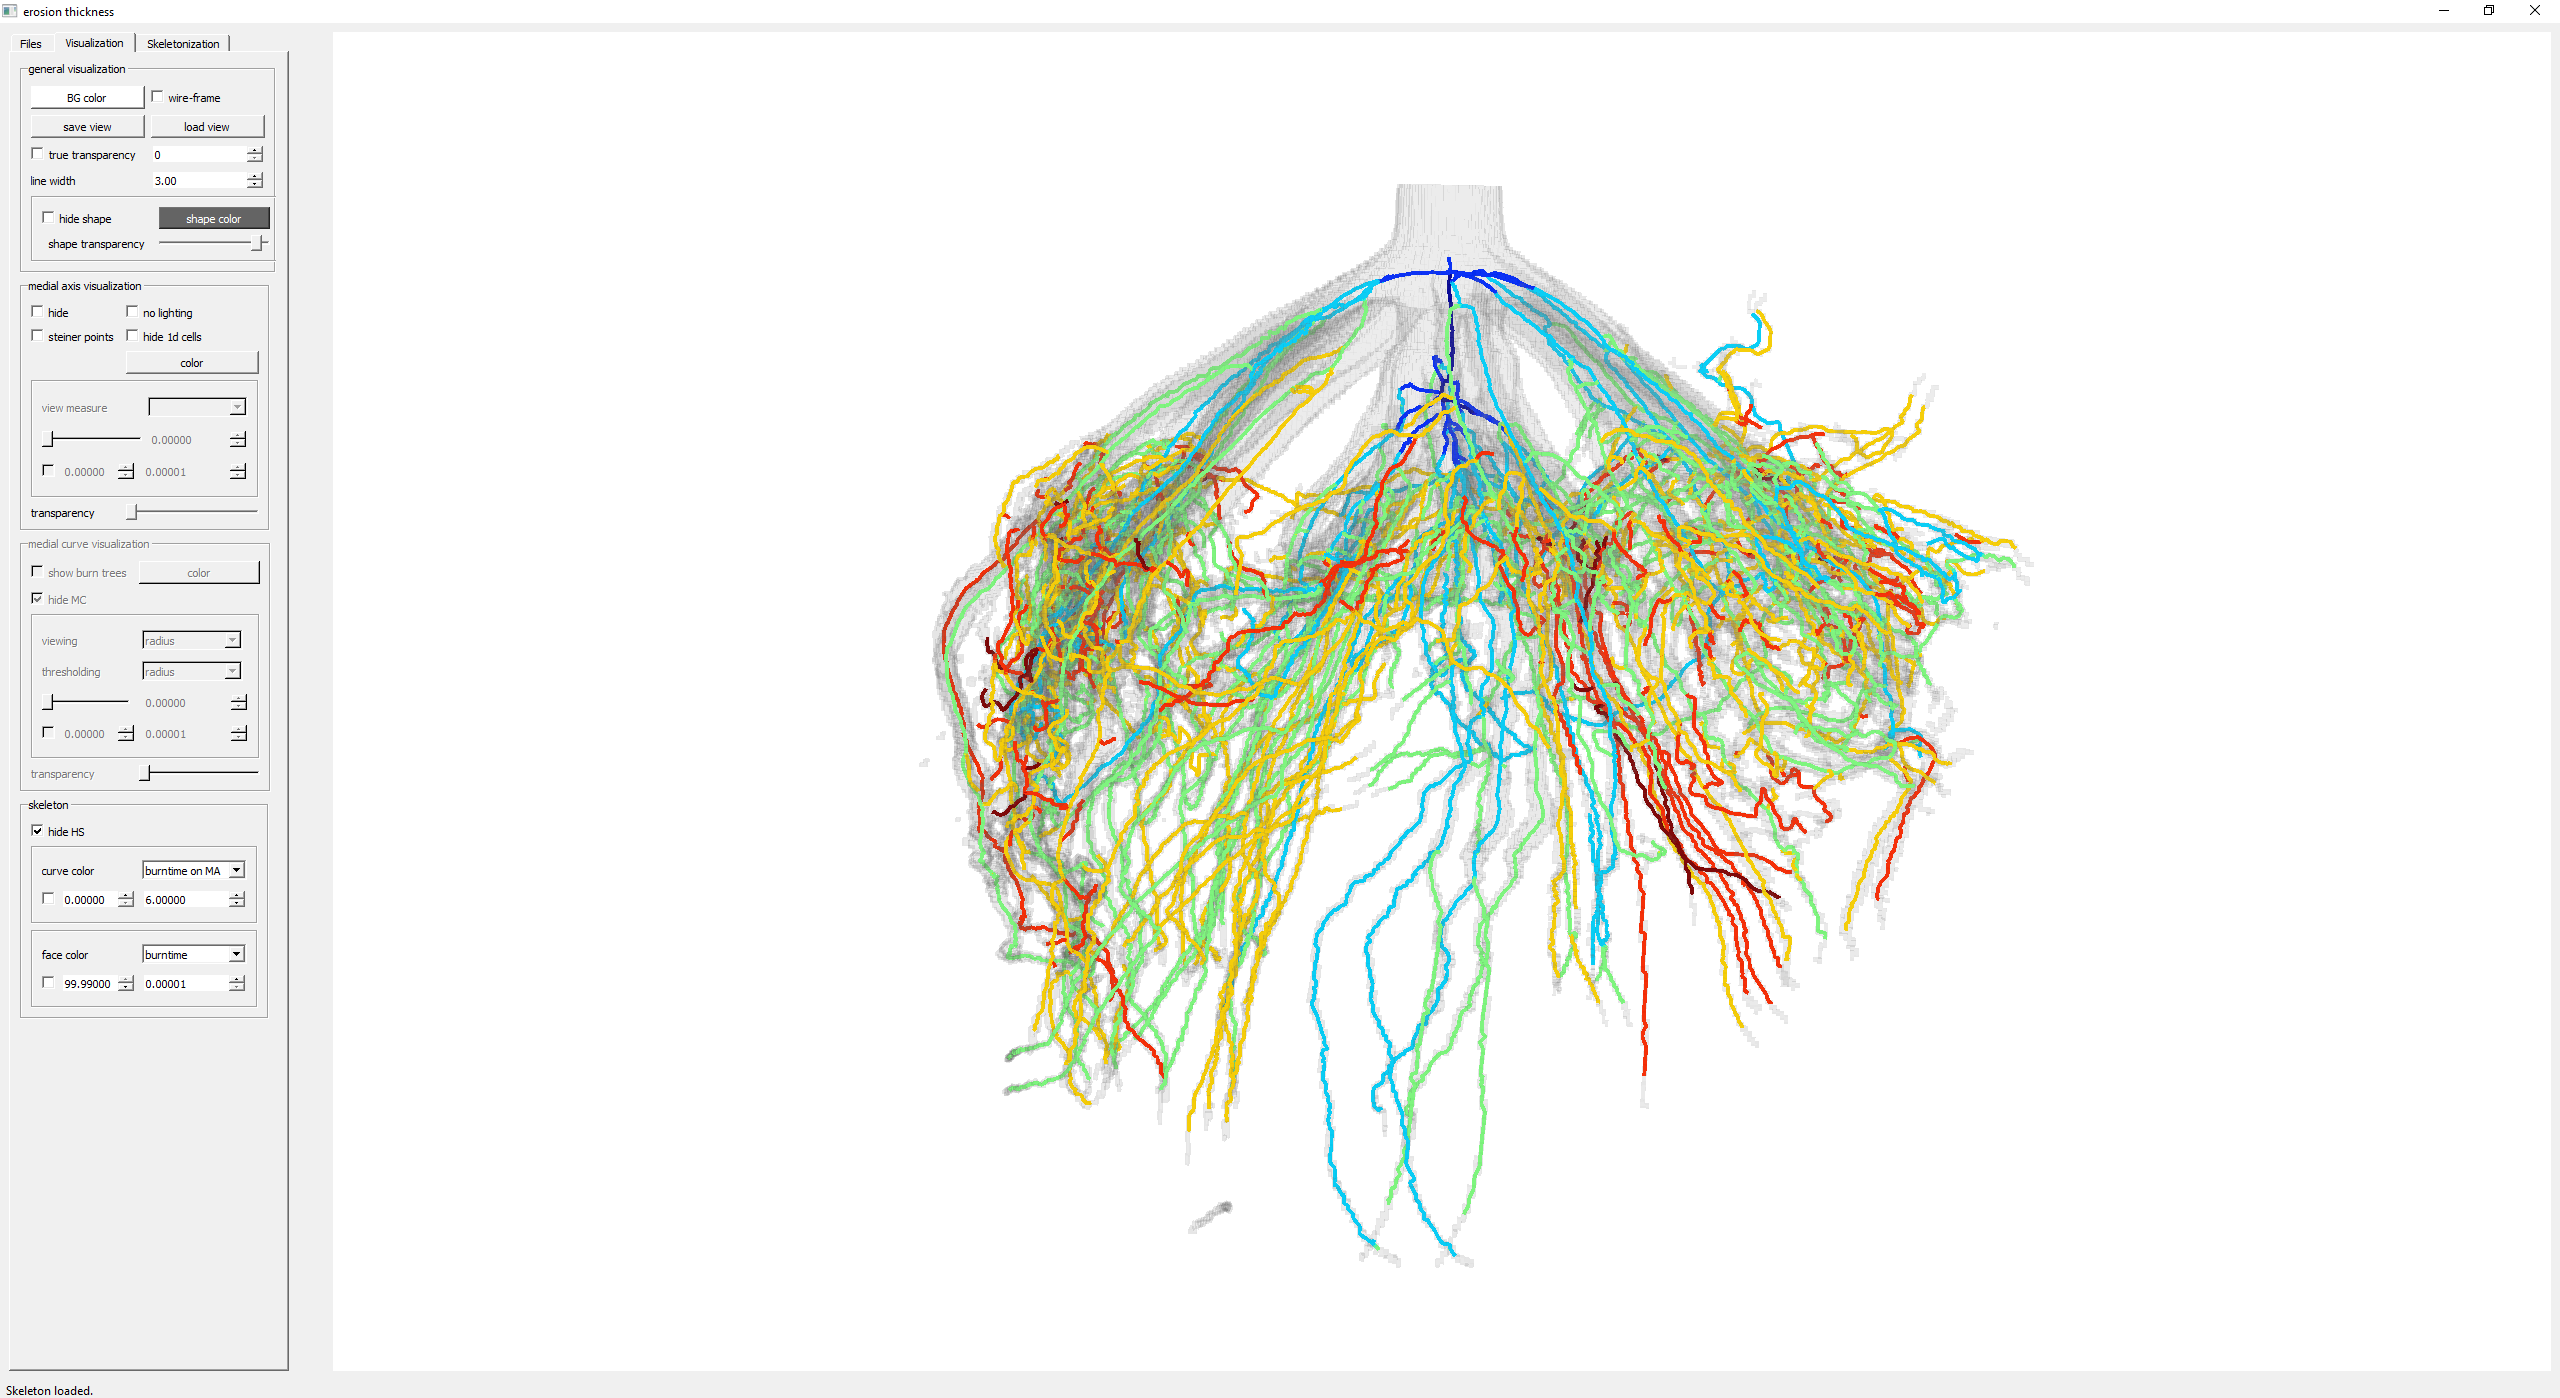 erosion thickness
Files Visualization Skeletonization
general visualization
BG color wire-frame
save view load view
true transparency 0
line width 3.00
hide shape shape color
shape transparency
medial axis visualization
hide no lighting
steiner points hide 1d cells
color
view measure
0.00000
0.00000 0.00001
transparency
medial curve visualization
show burn trees color
hide MC
viewing radius
thresholding radius
0.00000
0.00000 0.00001
transparency
skeleton
hide HS
curve color burntime on MA
0.00000 6.00000
face color burntime
99.99000 0.00001
Skeleton loaded.